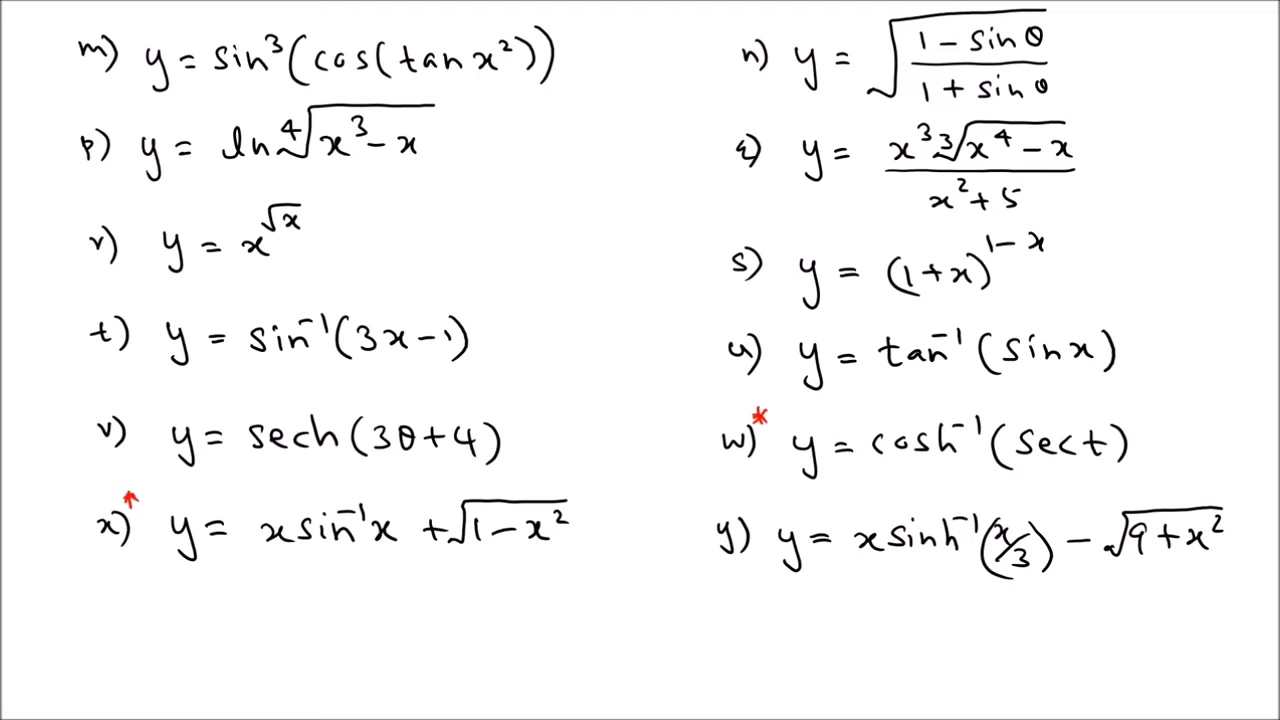 m) y = sin³(cos(tan x²))
n) y = √((1 − sin θ)/(1 + sin θ))
p) y = ln ⁴√(x³ − x)
q) y = (x³ ³√(x⁴ − x))/(x² + 5)
r) y = x^√x
s) y = (1 + x)^(1 − x)
t) y = sin⁻¹(3x − 1)
u) y = tan⁻¹(sin x)
v) y = sech(3θ + 4)
w)* y = cosh⁻¹(sec t)
x)* y = x sin⁻¹x + √(1 − x²)
y) y = x sinh⁻¹(x/3) − √(9 + x²)